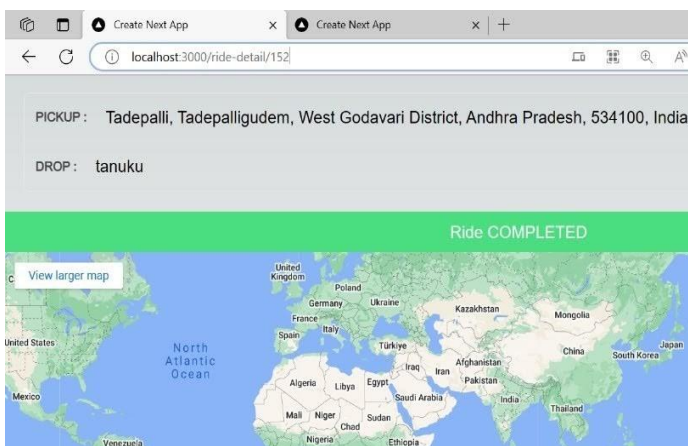 Create Next App
Create Next App
localhost:3000/ride-detail/152
PICKUP : Tadepalli, Tadepalligudem, West Godavari District, Andhra Pradesh, 534100, India
DROP : tanuku
Ride COMPLETED
View larger map
United Kingdom
Poland
Germany
Ukraine
Kazakhstan
Mongolia
France
Italy
Spain
Türkiye
United States
North Atlantic Ocean
Japan
China
South Korea
Iraq
Iran
Afghanistan
Pakistan
Algeria
Libya
Egypt
Saudi Arabia
India
Thailand
Mexico
Mali
Niger
Sudan
Chad
Nigeria
Ethiopia
Venezuela